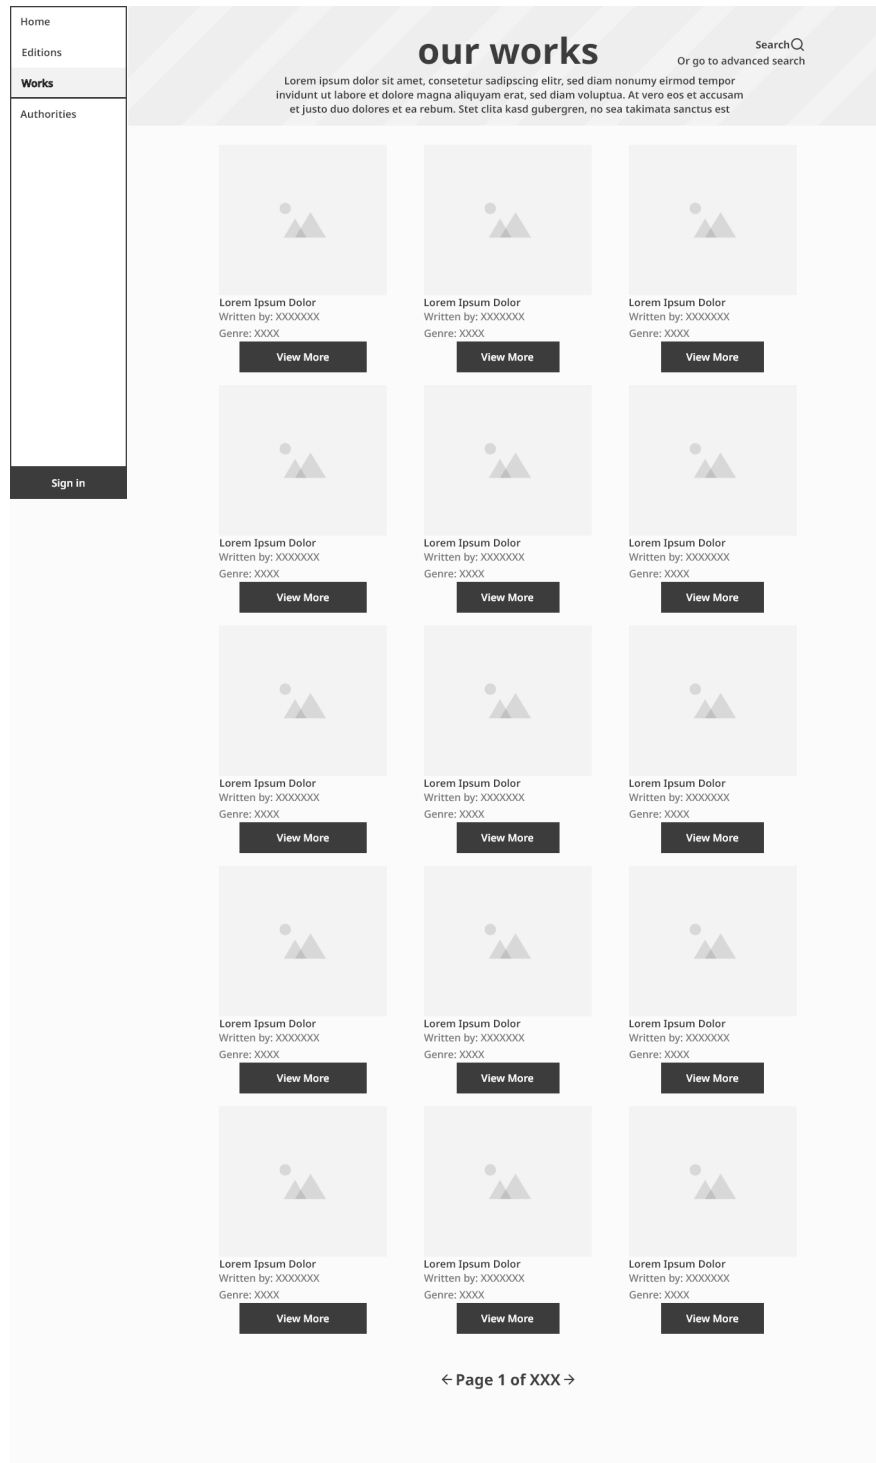 Home
Editions
Works
Authorities
Sign in
our works
Search
Or go to advanced search
Lorem ipsum dolor sit amet, consetetur sadipscing elitr, sed diam nonumy eirmod tempor
invidunt ut labore et dolore magna aliquyam erat, sed diam voluptua. At vero eos et accusam
et justo duo dolores et ea rebum. Stet clita kasd gubergren, no sea takimata sanctus est
Lorem Ipsum Dolor
Written by: XXXXXXX
Genre: XXXX
View More
Lorem Ipsum Dolor
Written by: XXXXXXX
Genre: XXXX
View More
Lorem Ipsum Dolor
Written by: XXXXXXX
Genre: XXXX
View More
Lorem Ipsum Dolor
Written by: XXXXXXX
Genre: XXXX
View More
Lorem Ipsum Dolor
Written by: XXXXXXX
Genre: XXXX
View More
Lorem Ipsum Dolor
Written by: XXXXXXX
Genre: XXXX
View More
Lorem Ipsum Dolor
Written by: XXXXXXX
Genre: XXXX
View More
Lorem Ipsum Dolor
Written by: XXXXXXX
Genre: XXXX
View More
Lorem Ipsum Dolor
Written by: XXXXXXX
Genre: XXXX
View More
Lorem Ipsum Dolor
Written by: XXXXXXX
Genre: XXXX
View More
Lorem Ipsum Dolor
Written by: XXXXXXX
Genre: XXXX
View More
Lorem Ipsum Dolor
Written by: XXXXXXX
Genre: XXXX
View More
Lorem Ipsum Dolor
Written by: XXXXXXX
Genre: XXXX
View More
Lorem Ipsum Dolor
Written by: XXXXXXX
Genre: XXXX
View More
Lorem Ipsum Dolor
Written by: XXXXXXX
Genre: XXXX
View More
← Page 1 of XXX →